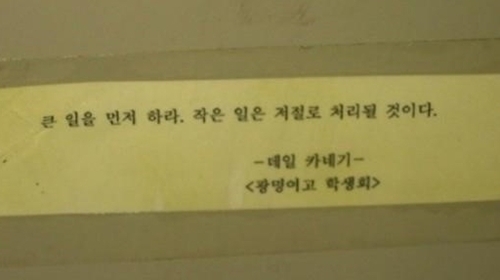 큰 일을 먼저 하라. 작은 일은 저절로 처리될 것이다.
-데일 카네기-
<광명여고 학생회>